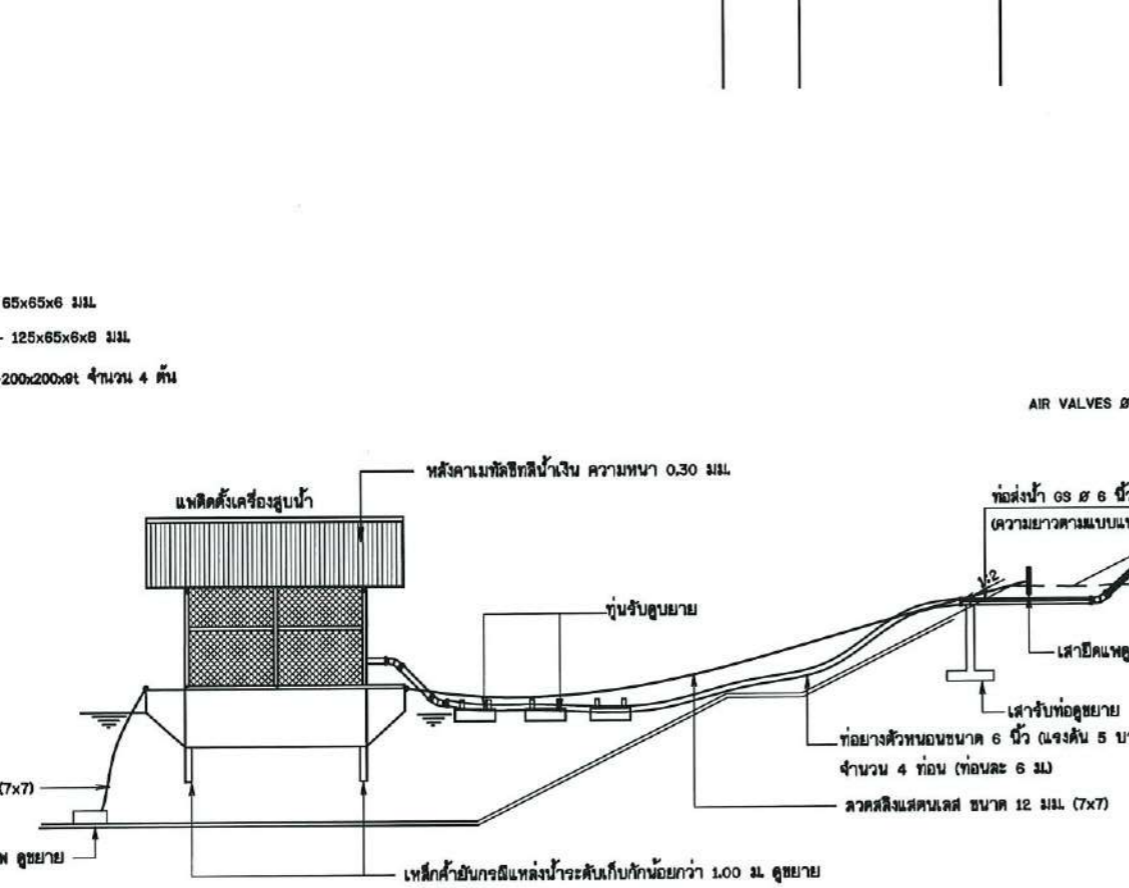 65x65x6 มม.
- 125x65x6x8 มม.
-200x200x9t จำนวน 4 ต้น
AIR VALVES Ø
หลังคาเมทัลชีทสีน้ำเงิน ความหนา 0.30 มม.
แพติดตั้งเครื่องสูบน้ำ
ท่อส่งน้ำ GS Ø 6 นิ้ว
(ความยาวตามแบบแป
1:2
ทุ่นรับดูขยาย
เสายึดแพดู
เสารับท่อดูขยาย
ท่อยางตัวหนอนขนาด 6 นิ้ว (แรงดัน 5 บา
จำนวน 4 ท่อน (ท่อนละ 6 ม.)
(7x7)
ลวดสลิงแสตนเลส ขนาด 12 มม. (7x7)
พ ดูขยาย
เหล็กค้ำยันกรณีแหล่งน้ำระดับเก็บกักน้อยกว่า 1.00 ม. ดูขยาย